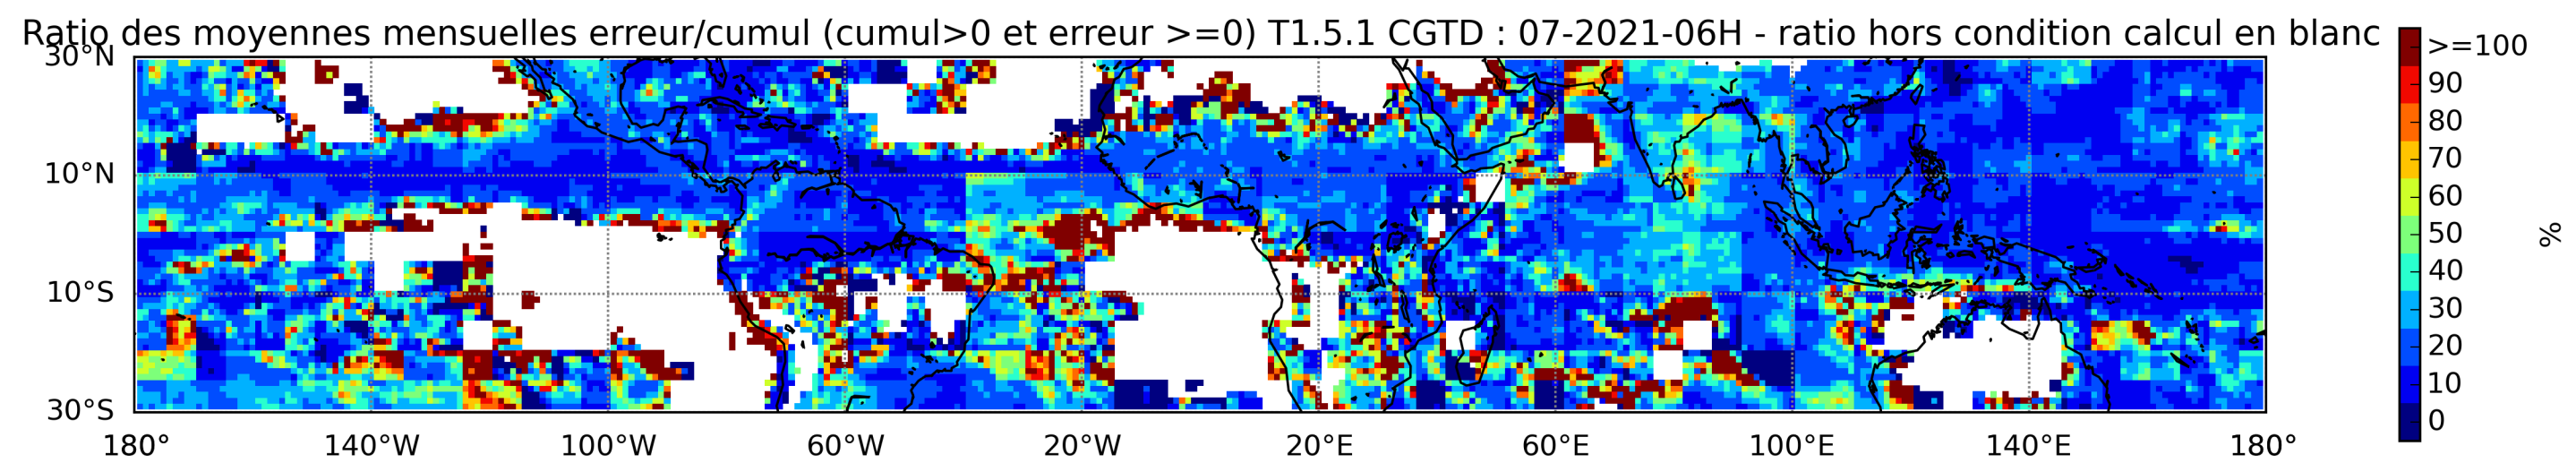 Ratio des moyennes mensuelles erreur/cumul (cumul>0 et erreur >=0) T1.5.1 CGTD : 07-2021-06H - ratio hors condition calcul en blanc
30°N
10°N
10°S
30°S
180°
140°W
100°W
60°W
20°W
20°E
60°E
100°E
140°E
180°
>=100
90
80
70
60
50
40
30
20
10
0
%